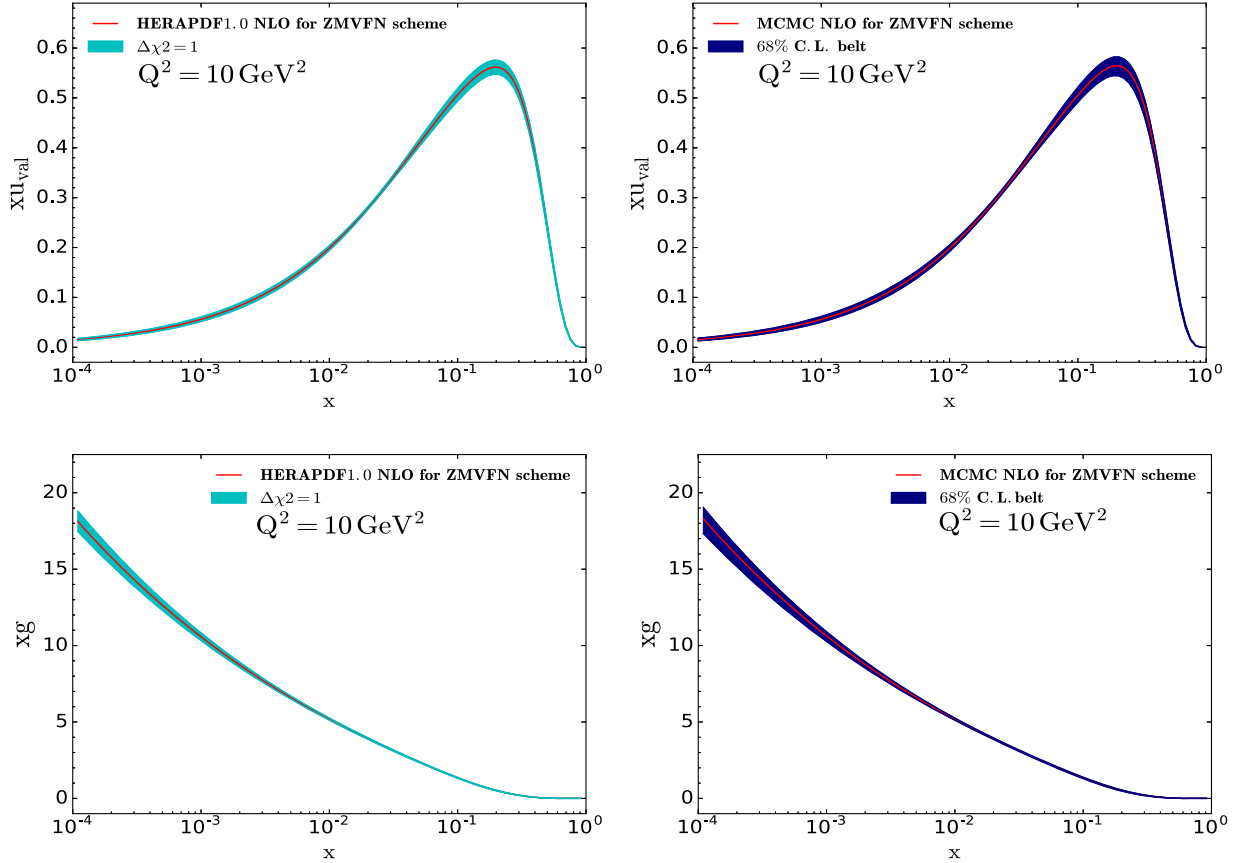 HERAPDF1.0 NLO for ZMVFN scheme
Δχ2=1
Q² = 10 GeV²
0.6
0.5
0.4
0.3
0.2
0.1
0.0
xu_val
10⁻⁴ 10⁻³ 10⁻² 10⁻¹ 10⁰
x
MCMC NLO for ZMVFN scheme
68% C.L. belt
Q² = 10 GeV²
0.6
0.5
0.4
0.3
0.2
0.1
0.0
xu_val
10⁻⁴ 10⁻³ 10⁻² 10⁻¹ 10⁰
x
HERAPDF1.0 NLO for ZMVFN scheme
Δχ2=1
Q² = 10 GeV²
20
15
10
5
0
xg
10⁻⁴ 10⁻³ 10⁻² 10⁻¹ 10⁰
x
MCMC NLO for ZMVFN scheme
68% C.L. belt
Q² = 10 GeV²
20
15
10
5
0
xg
10⁻⁴ 10⁻³ 10⁻² 10⁻¹ 10⁰
x